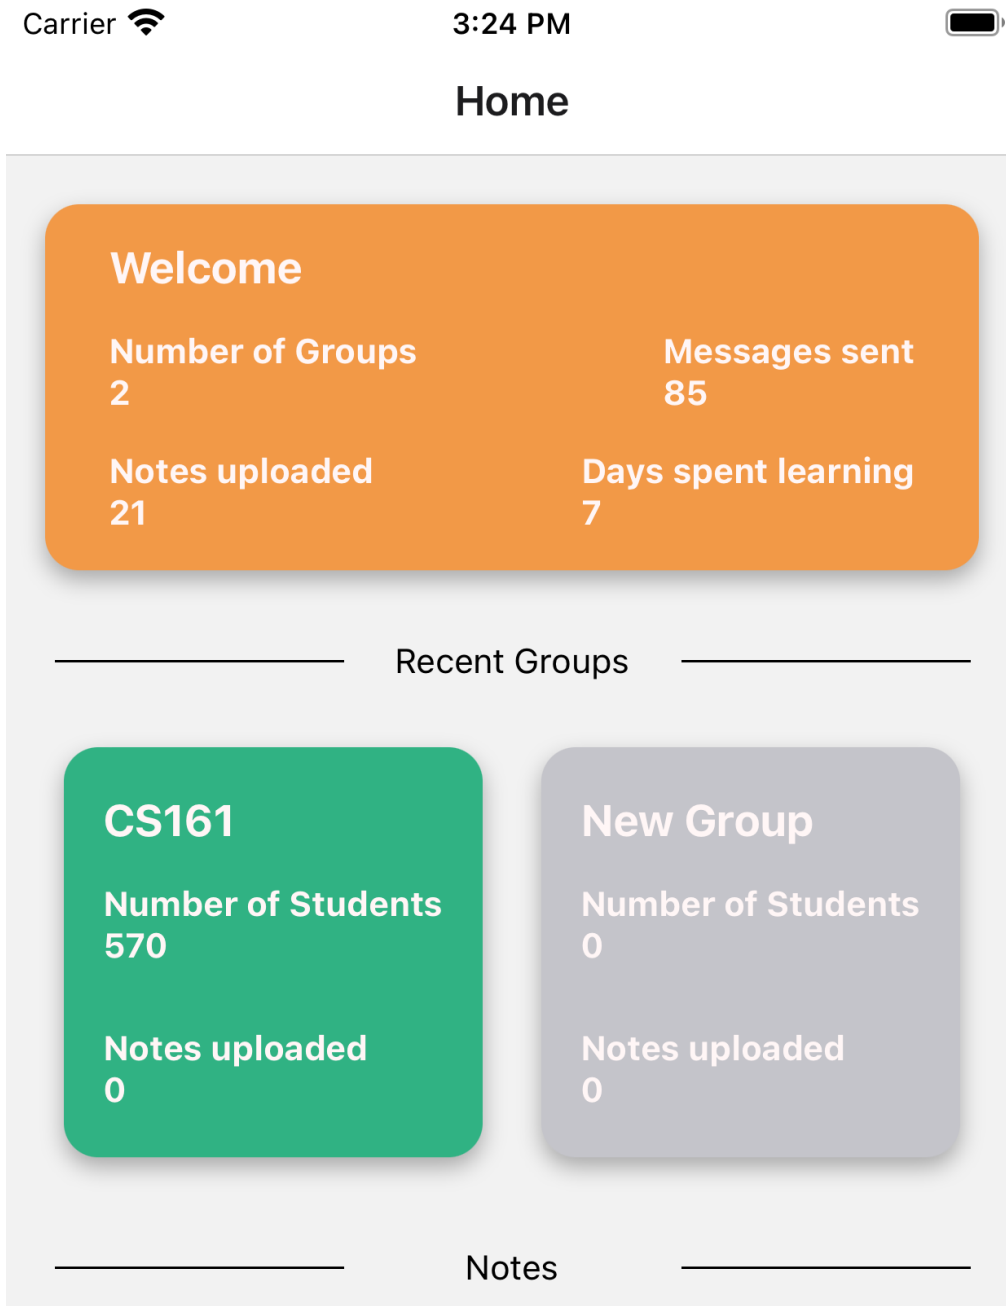 Carrier 3:24 PM
Home
Welcome
Number of Groups
2
Messages sent
85
Notes uploaded
21
Days spent learning
7
Recent Groups
CS161
Number of Students
570
Notes uploaded
0
New Group
Number of Students
0
Notes uploaded
0
Notes